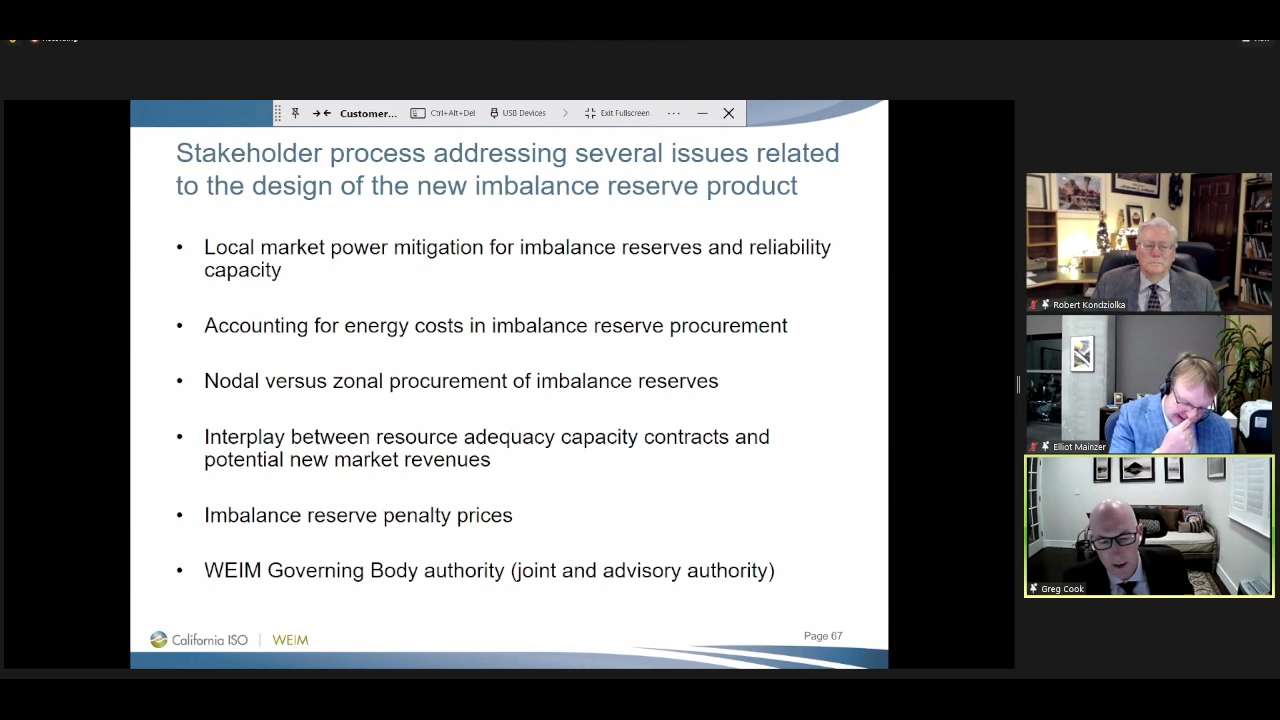 Customer...
Ctrl+Alt+Del
USB Devices
Exit Fullscreen
Stakeholder process addressing several issues related
to the design of the new imbalance reserve product
• Local market power mitigation for imbalance reserves and reliability
capacity
• Accounting for energy costs in imbalance reserve procurement
• Nodal versus zonal procurement of imbalance reserves
• Interplay between resource adequacy capacity contracts and
potential new market revenues
• Imbalance reserve penalty prices
• WEIM Governing Body authority (joint and advisory authority)
California ISO | WEIM
Page 67
Robert Kondziolka
Elliot Mainzer
Greg Cook